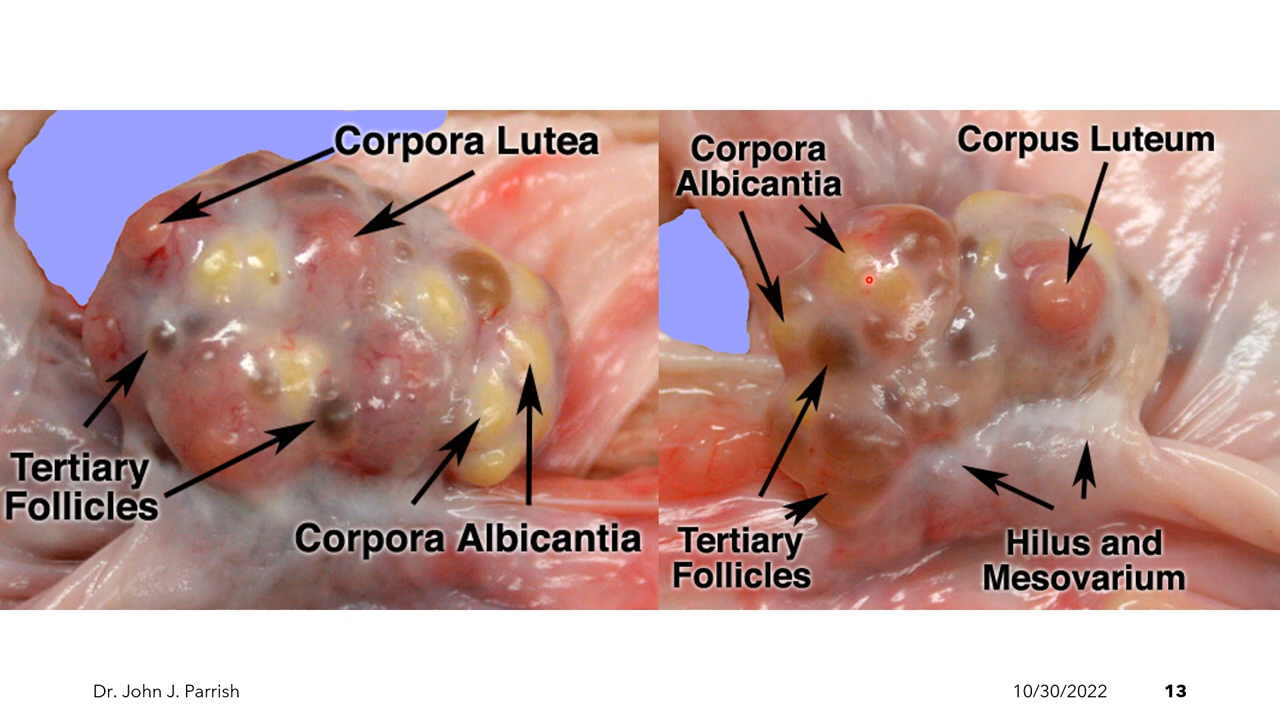 Corpora Lutea
Tertiary
Follicles
Corpora Albicantia
Corpora
Albicantia
Corpus Luteum
Tertiary
Follicles
Hilus and
Mesovarium
Dr. John J. Parrish
10/30/2022
13